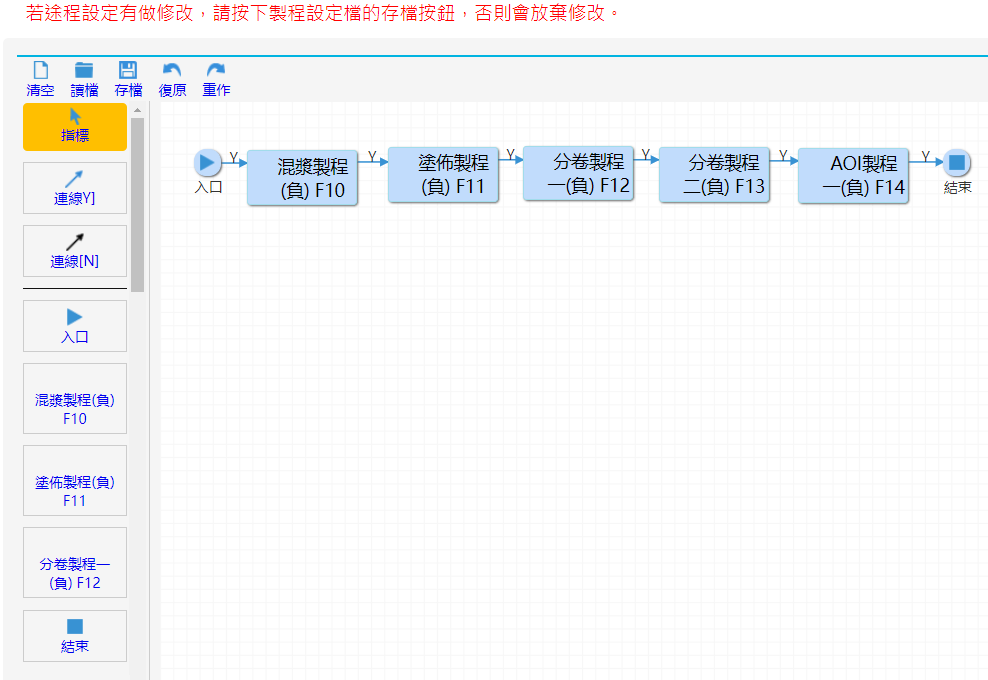 若途程設定有做修改，請按下製程設定檔的存檔按鈕，否則會放棄修改。
清空 讀檔 存檔 復原 重作
指標
連線Y]
連線[N]
入口
混漿製程(負)
F10
塗佈製程(負)
F11
分卷製程一
(負) F12
結束
入口
Y
混漿製程
(負) F10
Y
塗佈製程
(負) F11
Y
分卷製程
一(負) F12
Y
分卷製程
二(負) F13
Y
AOI製程
一(負) F14
Y
結束